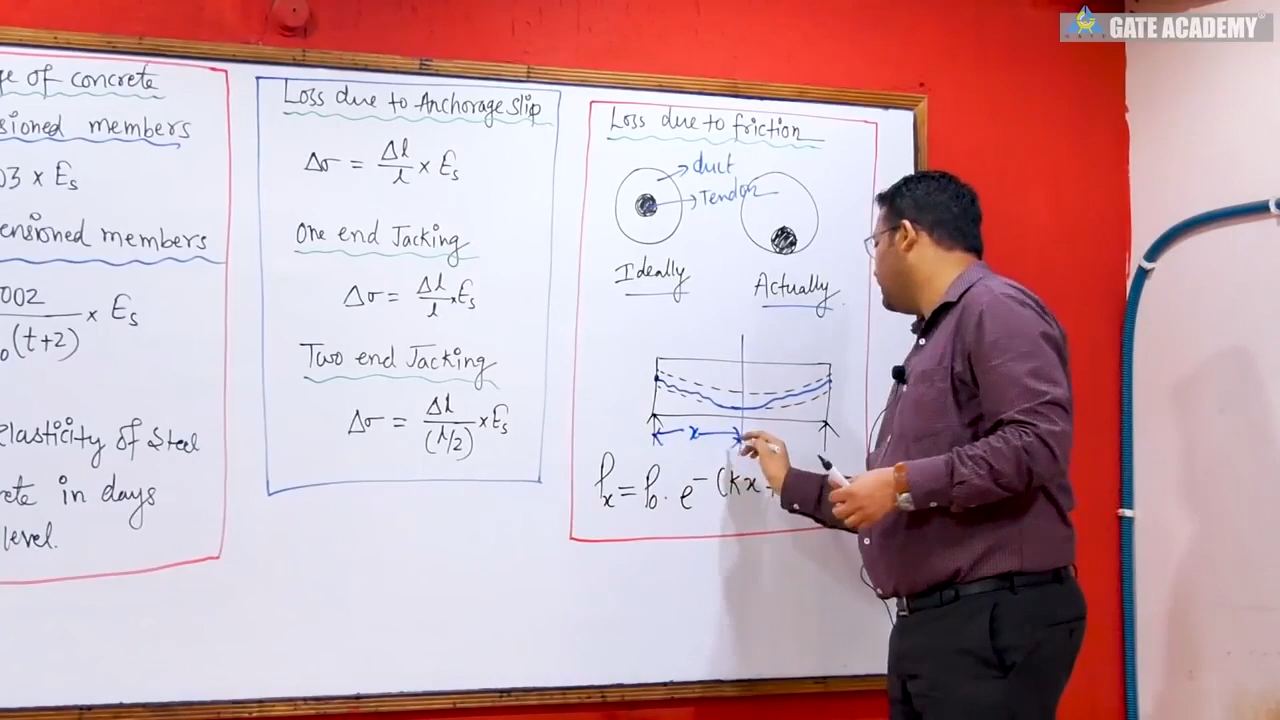 GATE ACADEMY
ge of concrete
sioned members
03 × Es
ensioned members
002
(t+2) × Es
elasticity of steel
rete in days
level.
Loss due to Anchorage slip
Δσ = Δl/l × Es
One end Jacking
Δσ = Δl/l × Es
Two end Jacking
Δσ = Δl/(l/2) × Es
Loss due to friction
duct
Tendon
Ideally
Actually
x
Px = P0 . e^-(Kx